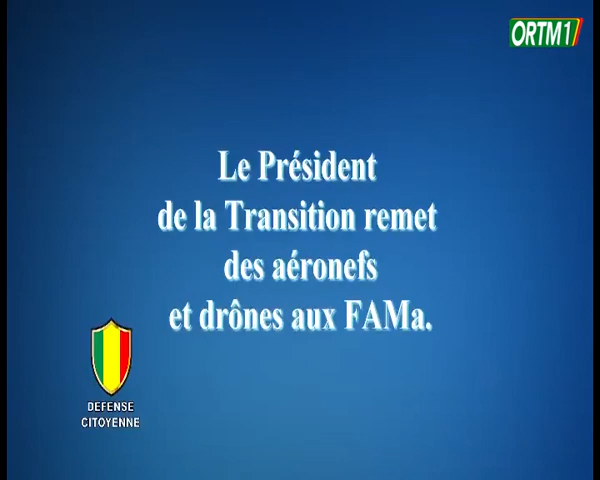 ORTM1
Le Président
de la Transition remet
des aéronefs
et drônes aux FAMa.
DEFENSE
CITOYENNE